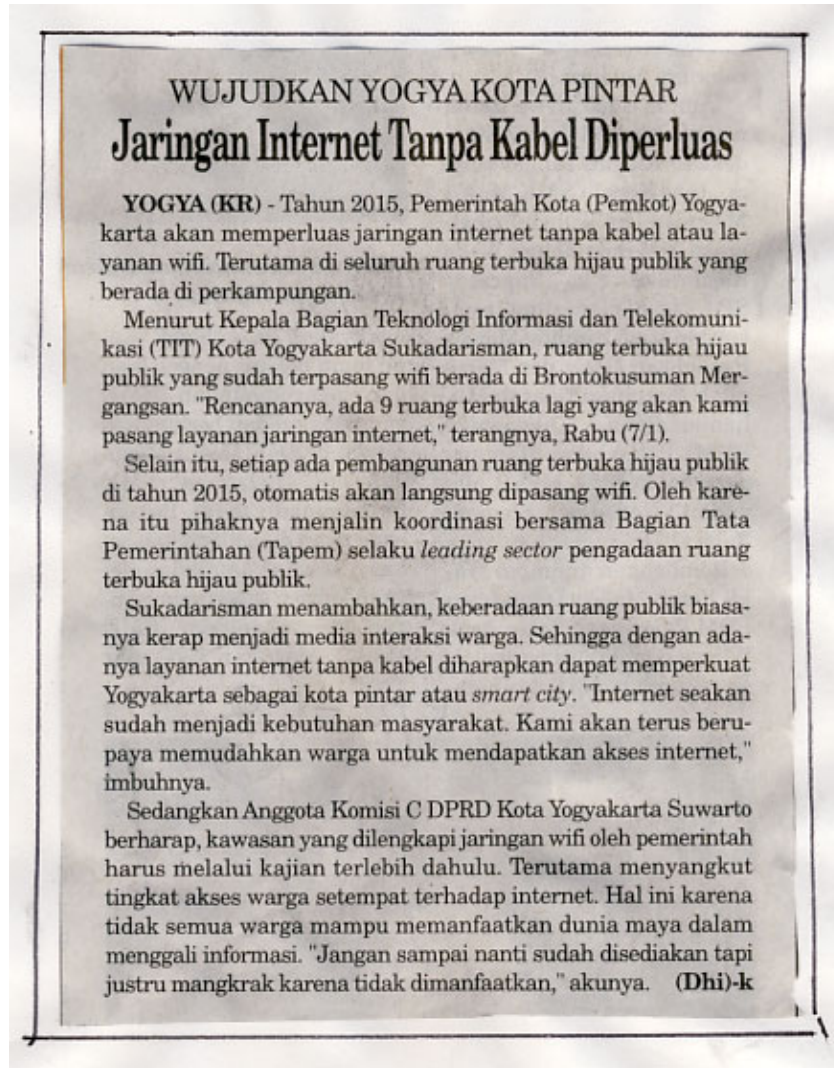 WUJUDKAN YOGYA KOTA PINTAR
Jaringan Internet Tanpa Kabel Diperluas
YOGYA (KR) - Tahun 2015, Pemerintah Kota (Pemkot) Yogya-
karta akan memperluas jaringan internet tanpa kabel atau la-
yanan wifi. Terutama di seluruh ruang terbuka hijau publik yang
berada di perkampungan.
Menurut Kepala Bagian Teknologi Informasi dan Telekomuni-
kasi (TIT) Kota Yogyakarta Sukadarisman, ruang terbuka hijau
publik yang sudah terpasang wifi berada di Brontokusuman Mer-
gangsan. "Rencananya, ada 9 ruang terbuka lagi yang akan kami
pasang layanan jaringan internet," terangnya, Rabu (7/1).
Selain itu, setiap ada pembangunan ruang terbuka hijau publik
di tahun 2015, otomatis akan langsung dipasang wifi. Oleh kare-
na itu pihaknya menjalin koordinasi bersama Bagian Tata
Pemerintahan (Tapem) selaku leading sector pengadaan ruang
terbuka hijau publik.
Sukadarisman menambahkan, keberadaan ruang publik biasa-
nya kerap menjadi media interaksi warga. Sehingga dengan ada-
nya layanan internet tanpa kabel diharapkan dapat memperkuat
Yogyakarta sebagai kota pintar atau smart city. "Internet seakan
sudah menjadi kebutuhan masyarakat. Kami akan terus beru-
paya memudahkan warga untuk mendapatkan akses internet,"
imbuhnya.
Sedangkan Anggota Komisi C DPRD Kota Yogyakarta Suwarto
berharap, kawasan yang dilengkapi jaringan wifi oleh pemerintah
harus melalui kajian terlebih dahulu. Terutama menyangkut
tingkat akses warga setempat terhadap internet. Hal ini karena
tidak semua warga mampu memanfaatkan dunia maya dalam
menggali informasi. "Jangan sampai nanti sudah disediakan tapi
justru mangkrak karena tidak dimanfaatkan," akunya. (Dhi)-k